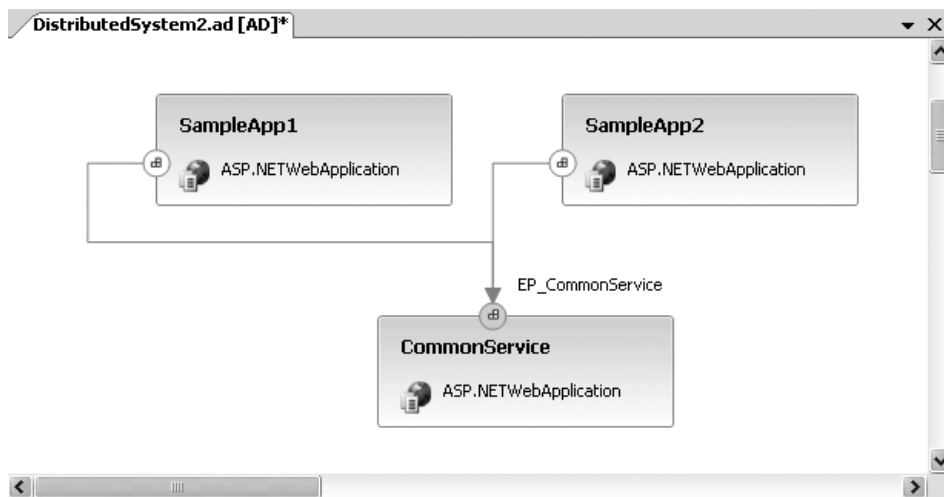 DistributedSystem2.ad [AD]*
SampleApp1
ASP.NETWebApplication
SampleApp2
ASP.NETWebApplication
EP_CommonService
CommonService
ASP.NETWebApplication